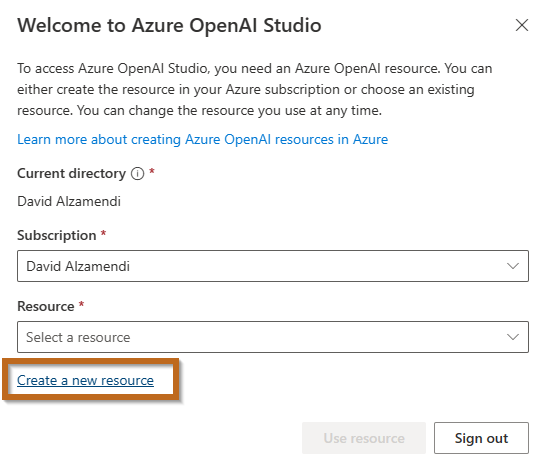 Welcome to Azure OpenAI Studio
To access Azure OpenAI Studio, you need an Azure OpenAI resource. You can
either create the resource in your Azure subscription or choose an existing
resource. You can change the resource you use at any time.
Learn more about creating Azure OpenAI resources in Azure
Current directory *
David Alzamendi
Subscription *
David Alzamendi
Resource *
Select a resource
Create a new resource
Use resource
Sign out